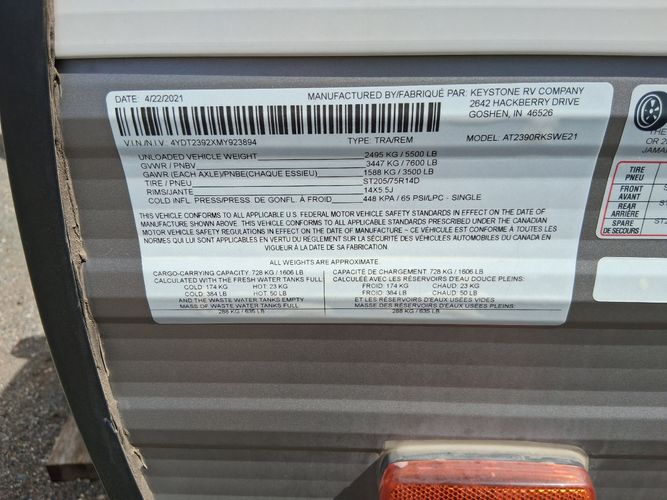 DATE 4/22/2021
MANUFACTURED BY/FABRIQUÉ PAR: KEYSTONE RV COMPANY
2642 HACKBERRY DRIVE
GOSHEN, IN 46526
V.I.N./N.I.V. 4YDT2392XMY923894 TYPE: TRA/REM MODEL: AT2390RKSWE21
UNLOADED VEHICLE WEIGHT 2495 KG / 5500 LB
GVWR / PNBV 3447 KG / 7600 LB
GAWR (EACH AXLE)/PNBE(CHAQUE ESSIEU) 1588 KG / 3500 LB
TIRE / PNEU ST205/75R14D
RIMS/JANTE 14X5.5J
COLD INFL. PRESS./PRESS. DE GONFL À FROID 448 KPA / 65 PSI/LPC - SINGLE
THIS VEHICLE CONFORMS TO ALL APPLICABLE U.S. FEDERAL MOTOR VEHICLE SAFETY STANDARDS IN EFFECT ON THE DATE OF
MANUFACTURE SHOWN ABOVE. THIS VEHICLE CONFORMS TO ALL APPLICABLE STANDARDS PRESCRIBED UNDER THE CANADIAN
MOTOR VEHICLE SAFETY REGULATIONS IN EFFECT ON THE DATE OF MANUFACTURE – CE VÉHICULE EST CONFORME À TOUTES LES
NORMES QUI LUI SONT APPLICABLES EN VERTU DU RÈGLEMENT SUR LA SÉCURITÉ DES VÉHICULES AUTOMOBILES DU CANADA EN
VIGUEUR À LA DATE DE SA FABRICATION.
ALL WEIGHTS ARE APPROXIMATE.
CARGO-CARRYING CAPACITY: 728 KG / 1606 LB
CALCULATED WITH THE FRESH WATER TANKS FULL:
COLD: 174 KG HOT: 23 KG
COLD: 384 LB HOT: 50 LB
AND THE WASTE WATER TANKS EMPTY
MASS OF WASTE WATER TANKS FULL
288 KG / 635 LB
CAPACITÉ DE CHARGEMENT: 728 KG / 1606 LB
CALCULÉE AVEC LES RÉSERVOIRS D'EAU DOUCE PLEINS:
FROID: 174 KG CHAUD: 23 KG
FROID: 384 LB CHAUD: 50 LB
ET LES RÉSERVOIRS D'EAUX USÉES VIDES
MASSE DES RÉSERVOIRS D'EAUX USÉES PLEINS
288 KG / 635 LB
THE
OR 2
JAMA
TIRE
PNEU
FRONT
AVANT
REAR
ARRIÈRE
SPARE
DE SECOURS